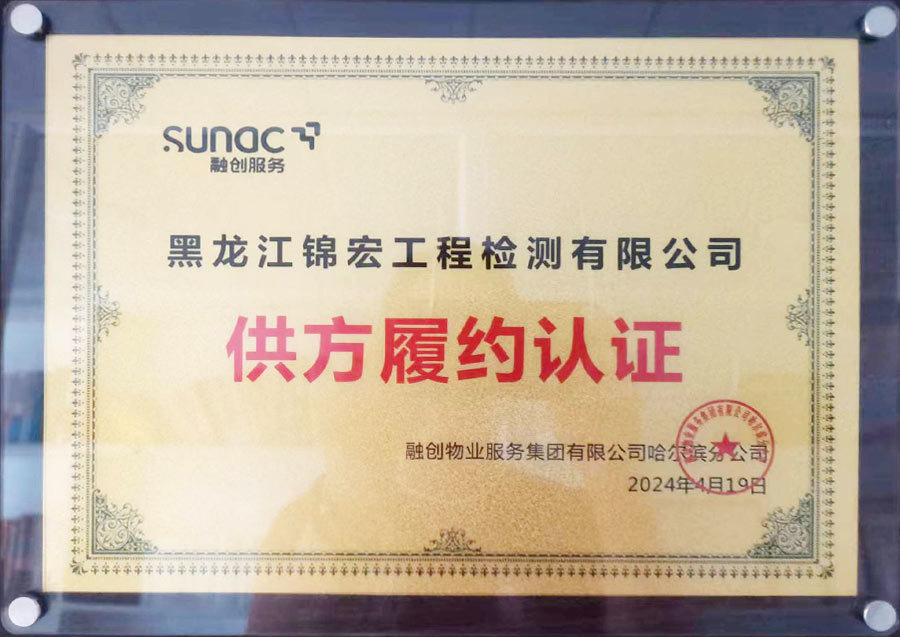 sunac
融创服务
黑龙江锦宏工程检测有限公司
供方履约认证
融创物业服务集团有限公司哈尔滨分公司
2024年4月19日